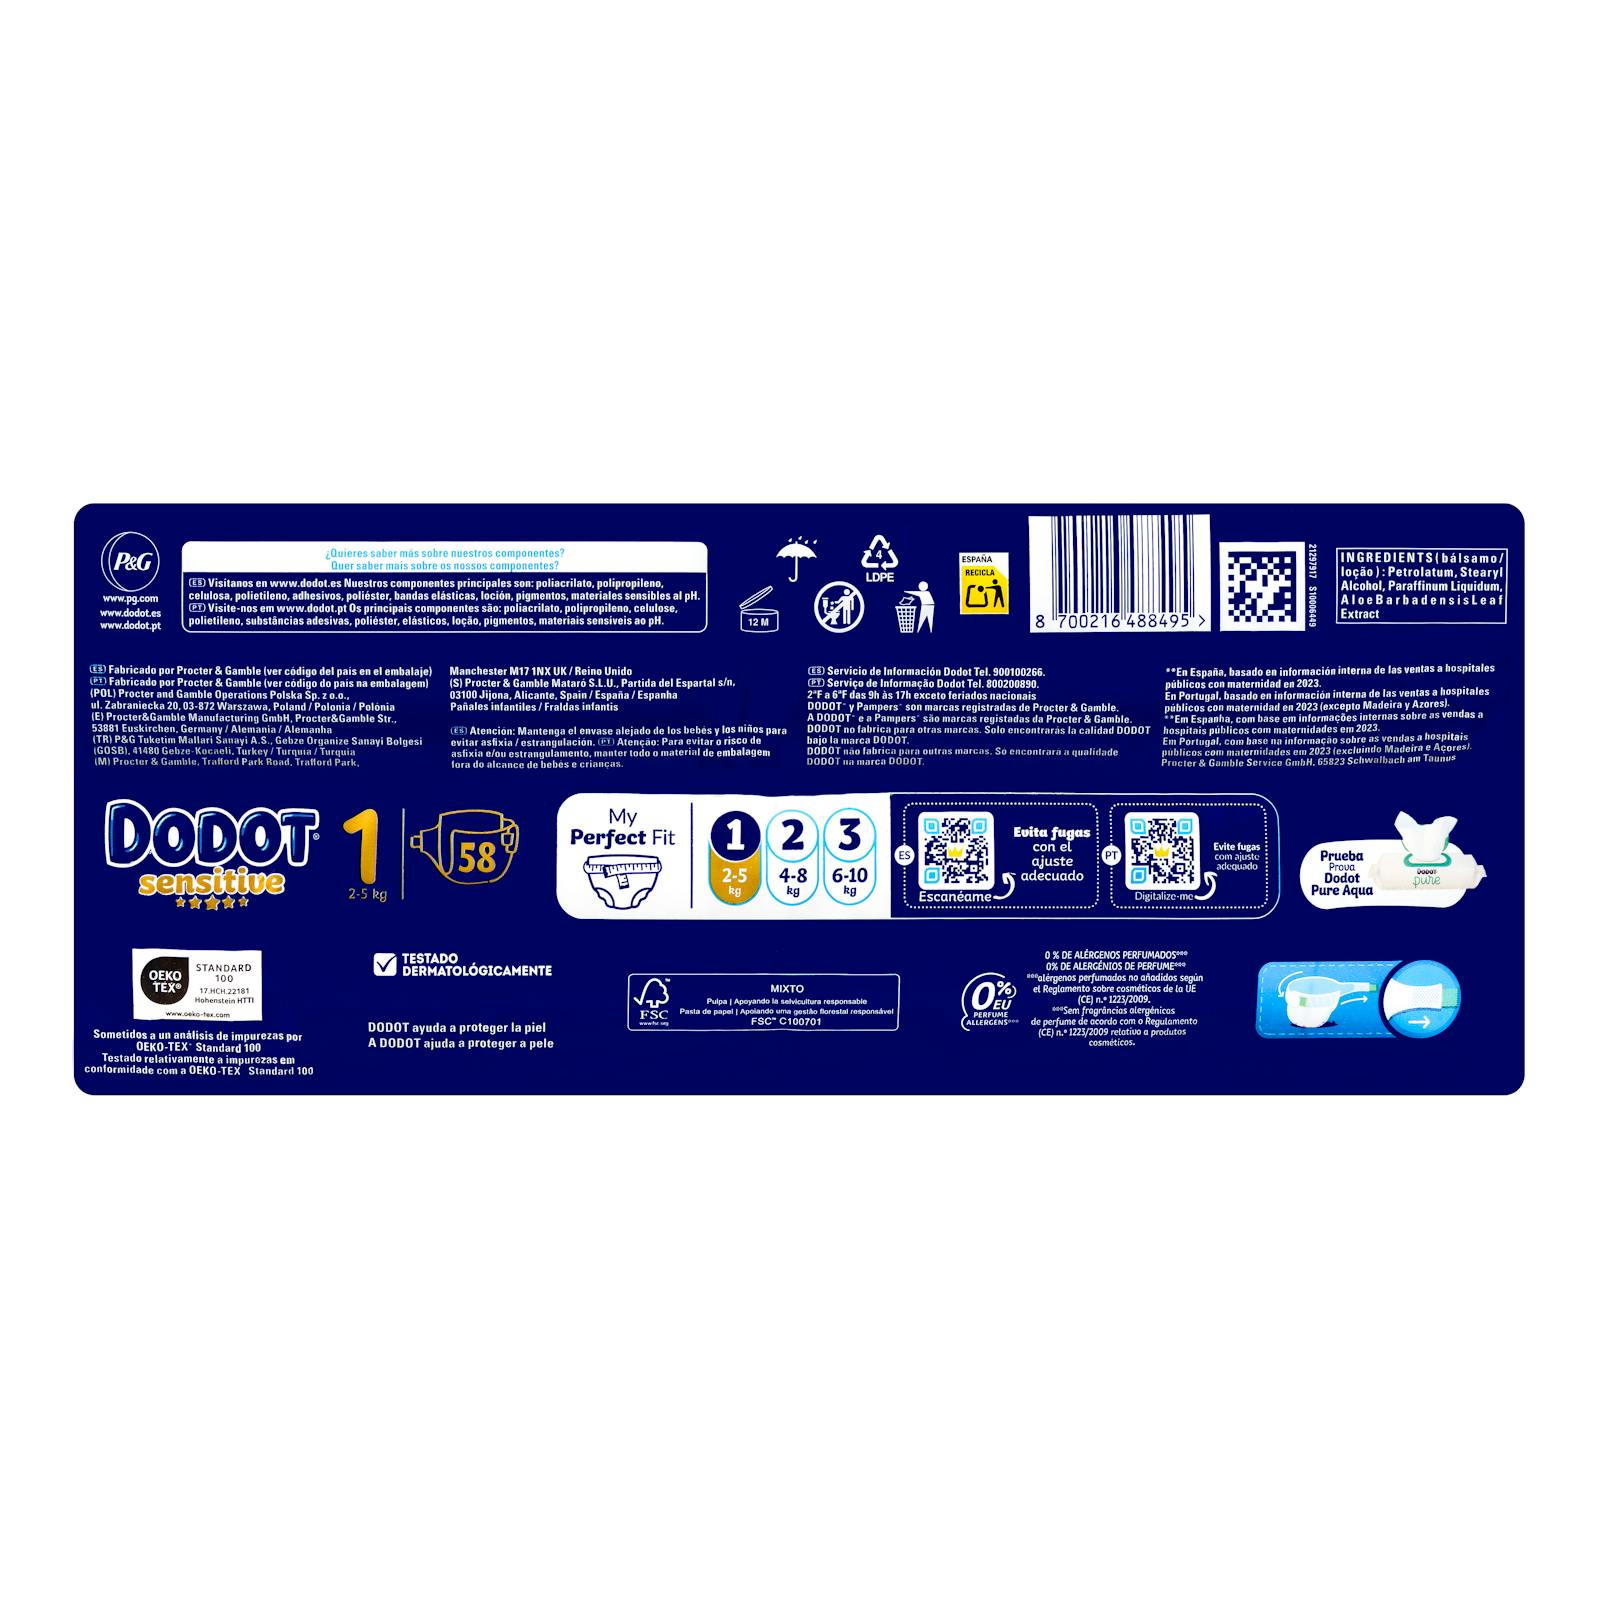 P&G
www.pg.com
www.dodot.es
www.dodot.pt
¿Quieres saber más sobre nuestros componentes?
Quer saber mais sobre os nossos componentes?
ES Visítanos en www.dodot.es Nuestros componentes principales son: poliacrilato, polipropileno,
celulosa, polietileno, adhesivos, poliéster, bandas elásticas, loción, pigmentos, materiales sensibles al pH.
PT Visite-nos em www.dodot.pt Os principais componentes são: poliacrilato, polipropileno, celulose,
polietileno, substâncias adesivas, poliéster, elásticos, loção, pigmentos, materiais sensíveis ao pH.
12 M
4
LDPE
ESPAÑA
RECICLA
8 700216 488495 >
21297917 S10006449
INGREDIENTS (bálsamo/
loção): Petrolatum, Stearyl
Alcohol, Paraffinum Liquidum,
Aloe Barbadensis Leaf
Extract
ES Fabricado por Procter & Gamble (ver código del país en el embalaje)
PT Fabricado por Procter & Gamble (ver código do país na embalagem)
(POL) Procter and Gamble Operations Polska Sp. z o.o.,
ul. Zabraniecka 20, 03-872 Warszawa, Poland / Polonia / Polónia
(E) Procter&Gamble Manufacturing GmbH, Procter&Gamble Str.,
53881 Euskirchen, Germany / Alemania / Alemanha
(TR) P&G Tuketim Mallari Sanayi A.S., Gebze Organize Sanayi Bolgesi
(GOSB), 41480 Gebze-Kocaeli, Turkey / Turquia / Turquia
(M) Procter & Gamble, Trafford Park Road, Trafford Park,
Manchester M17 1NX UK / Reino Unido
(S) Procter & Gamble Mataró S.L.U., Partida del Espartal s/n,
03100 Jijona, Alicante, Spain / España / Espanha
Pañales infantiles / Fraldas infantis
ES Atención: Mantenga el envase alejado de los bebés y los niños para
evitar asfixia / estrangulación. PT Atenção: Para evitar o risco de
asfixia e/ou estrangulamento, manter todo o material de embalagem
fora do alcance de bebés e crianças.
ES Servicio de Información Dodot Tel. 900100266.
PT Serviço de Informação Dodot Tel. 800200890.
2ªF a 6ªF das 9h às 17h exceto feriados nacionais
DODOT® y Pampers® son marcas registradas de Procter & Gamble.
A DODOT® e a Pampers® são marcas registadas da Procter & Gamble.
DODOT no fabrica para otras marcas. Solo encontrarás la calidad DODOT
bajo la marca DODOT.
DODOT não fabrica para outras marcas. Só encontrará a qualidade
DODOT na marca DODOT.
**En España, basado en información interna de las ventas a hospitales
públicos con maternidad en 2023.
En Portugal, basado en información interna de las ventas a hospitales
públicos con maternidad en 2023 (excepto Madeira y Azores).
**Em Espanha, com base em informações internas sobre as vendas a
hospitais públicos com maternidades em 2023.
Em Portugal, com base na informação sobre as vendas a hospitais
públicos com maternidades em 2023 (excluindo Madeira e Açores).
Procter & Gamble Service GmbH, 65823 Schwalbach am Taunus
DODOT®
sensitive
1
2-5 kg
58
My
Perfect Fit
1
2-5
kg
2
4-8
kg
3
6-10
kg
ES
Escanéame
Evita fugas
con el
ajuste
adecuado
PT
Digitalize-me
Evite fugas
com ajuste
adequado
Prueba
Prova
Dodot
Pure Aqua
DODOT
pure
OEKO
TEX®
STANDARD
100
17.HCH.22181
Hohenstein HTTI
www.oeko-tex.com
Sometidos a un análisis de impurezas por
OEKO-TEX® Standard 100
Testado relativamente a impurezas em
conformidade com a OEKO-TEX® Standard 100
TESTADO
DERMATOLÓGICAMENTE
DODOT ayuda a proteger la piel
A DODOT ajuda a proteger a pele
FSC
www.fsc.org
MIXTO
Pulpa | Apoyando la selvicultura responsable
Pasta de papel | Apoiando uma gestão florestal responsável
FSC™ C100701
0%
EU
PERFUME
ALLERGENS***
0 % DE ALÉRGENOS PERFUMADOS***
0% DE ALERGÉNIOS DE PERFUME***
***alérgenos perfumados no añadidos según
el Reglamento sobre cosméticos de la UE
(CE) n.º 1223/2009.
***Sem fragrâncias alergénicas
de perfume de acordo com o Regulamento
(CE) n.º 1223/2009 relativo a produtos
cosméticos.